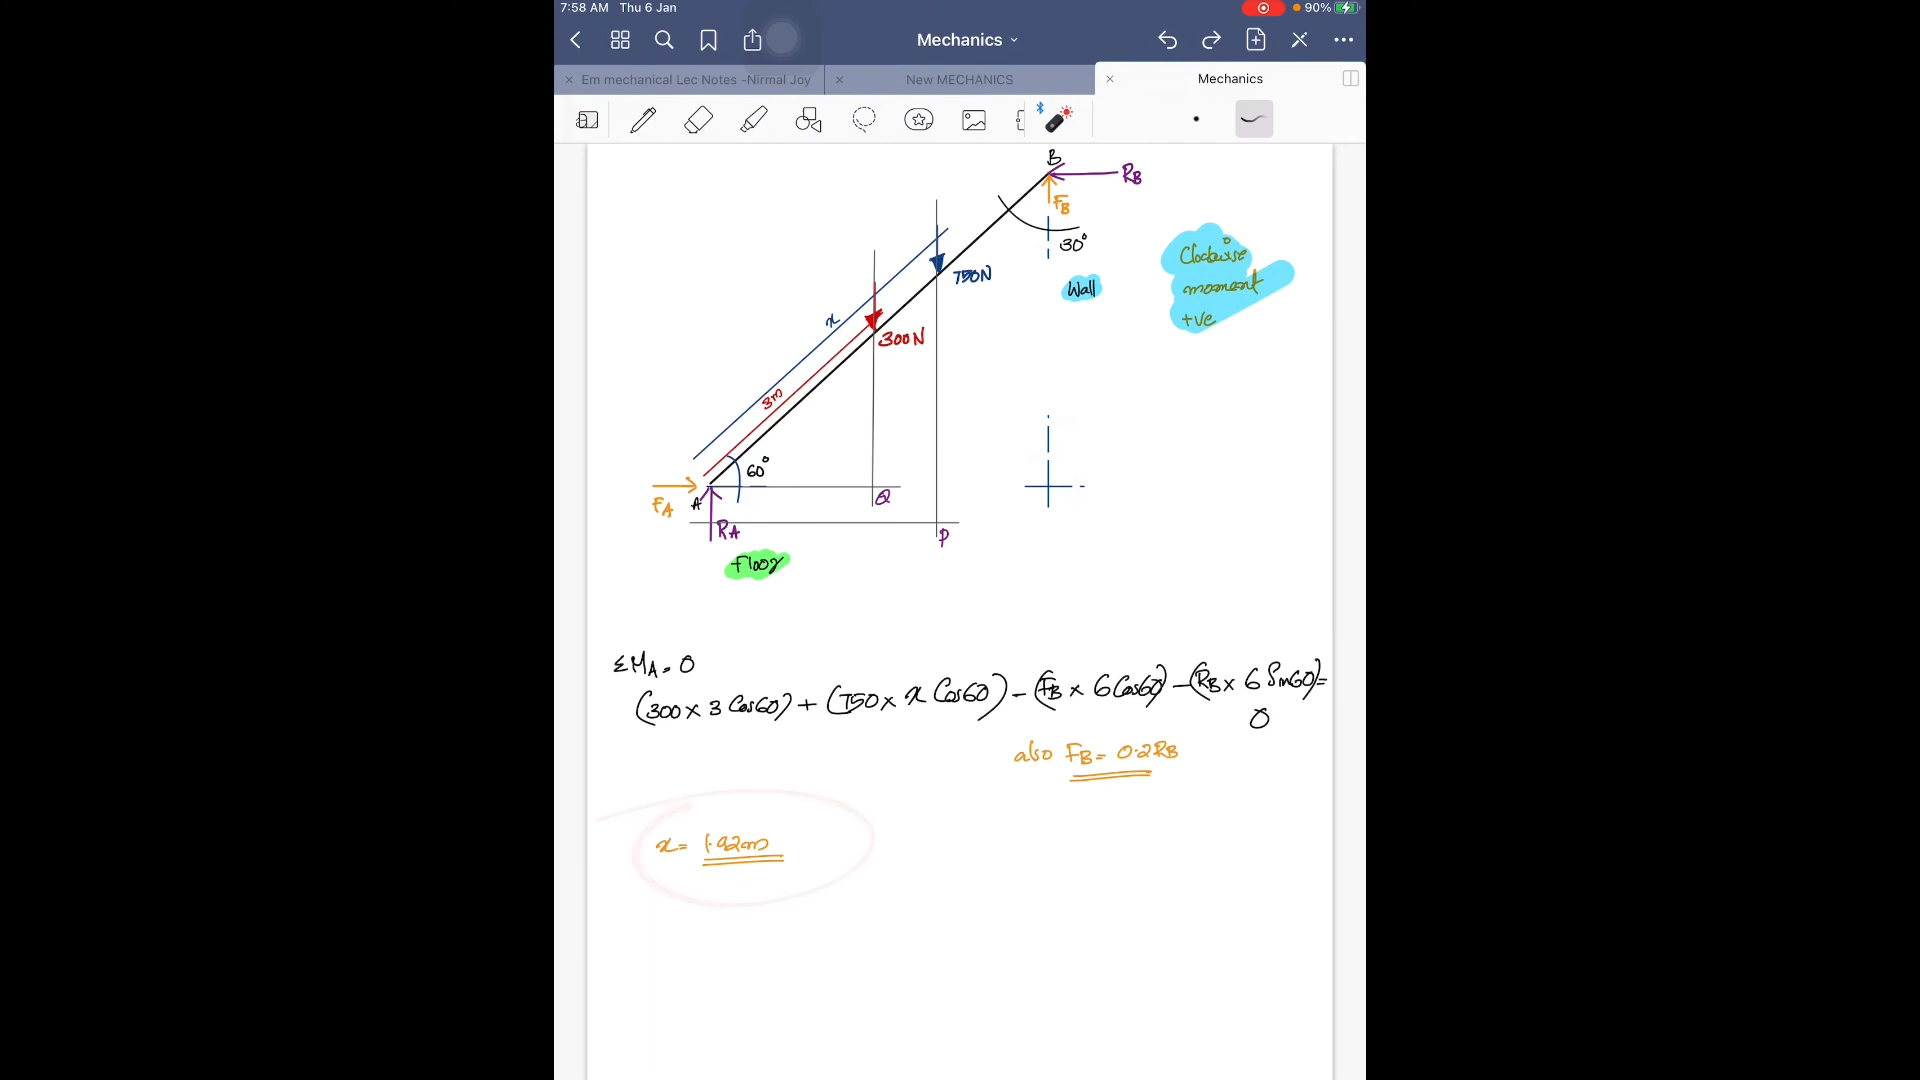 7:58 AM Thu 6 Jan
90%
Mechanics
Em mechanical Lec Notes -Nirmal Joy
New MECHANICS
Mechanics
B
RB
FB
30°
750N
Wall
Clockwise
moment
+ve
x
300N
3m
60°
FA
A
Q
RA
P
Floor
ΣMA = 0
(300 × 3 Cos60) + (750 × x Cos60) - (FB × 6 Cos60) - (RB × 6 Sin60) =
0
also FB = 0.2RB
x = 1.92m